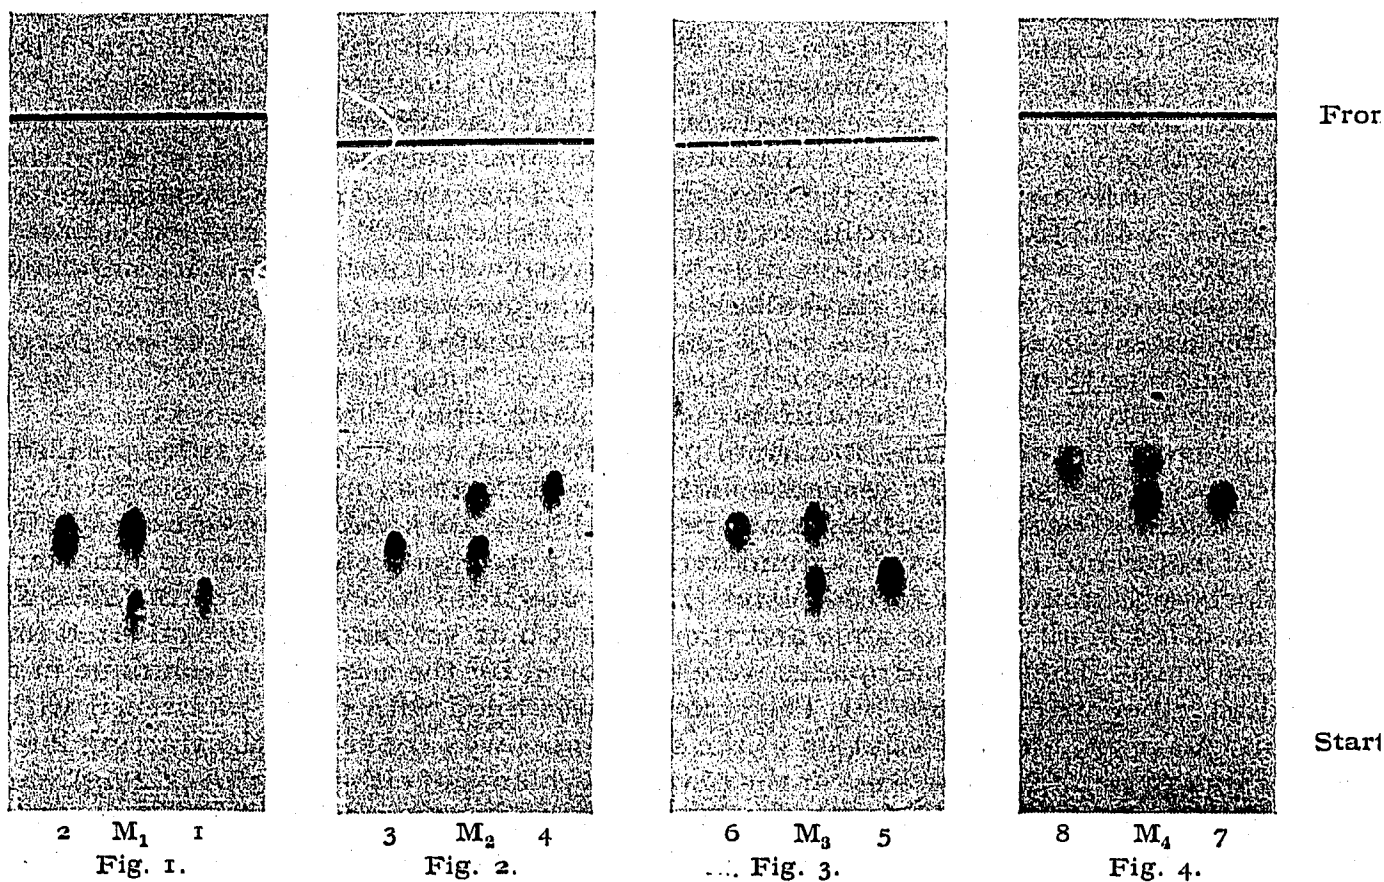 Fron
Start
2 M₁ 1
3 M₂ 4
6 M₃ 5
8 M₄ 7
Fig. 1.
Fig. 2.
Fig. 3.
Fig. 4.